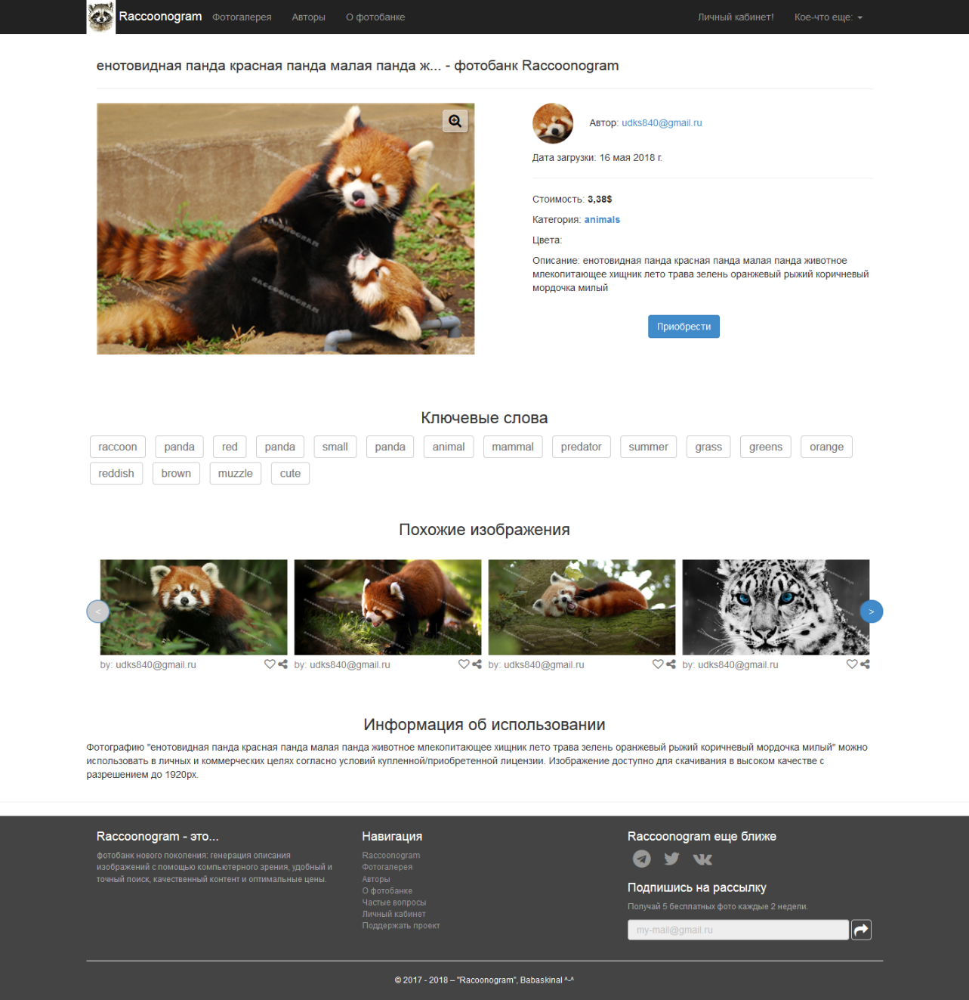 Raccoonogram Фотогалерея Авторы О фотобанке Личный кабинет! Кое-что еще:
енотовидная панда красная панда малая панда ж... - фотобанк Raccoonogram
RACCOONOGRAM
Автор: udks840@gmail.ru
Дата загрузки: 16 мая 2018 г.
Стоимость: 3,38$
Категория: animals
Цвета:
Описание: енотовидная панда красная панда малая панда животное
млекопитающее хищник лето трава зелень оранжевый рыжий коричневый
мордочка милый
Приобрести
Ключевые слова
raccoon panda red panda small panda animal mammal predator summer grass greens orange
reddish brown muzzle cute
Похожие изображения
< >
by: udks840@gmail.ru by: udks840@gmail.ru by: udks840@gmail.ru by: udks840@gmail.ru
Информация об использовании
Фотографию "енотовидная панда красная панда малая панда животное млекопитающее хищник лето трава зелень оранжевый рыжий коричневый мордочка милый" можно
использовать в личных и коммерческих целях согласно условий купленной/приобретенной лицензии. Изображение доступно для скачивания в высоком качестве с
разрешением до 1920px.
Raccoonogram - это...
фотобанк нового поколения: генерация описания
изображений с помощью компьютерного зрения, удобный и
точный поиск, качественный контент и оптимальные цены.
Навигация
Raccoonogram
Фотогалерея
Авторы
О фотобанке
Частые вопросы
Личный кабинет
Поддержать проект
Raccoonogram еще ближе
Подпишись на рассылку
Получай 5 бесплатных фото каждые 2 недели.
my-mail@gmail.ru
© 2017 - 2018 – "Racoonogram", Babaskinal ^-^